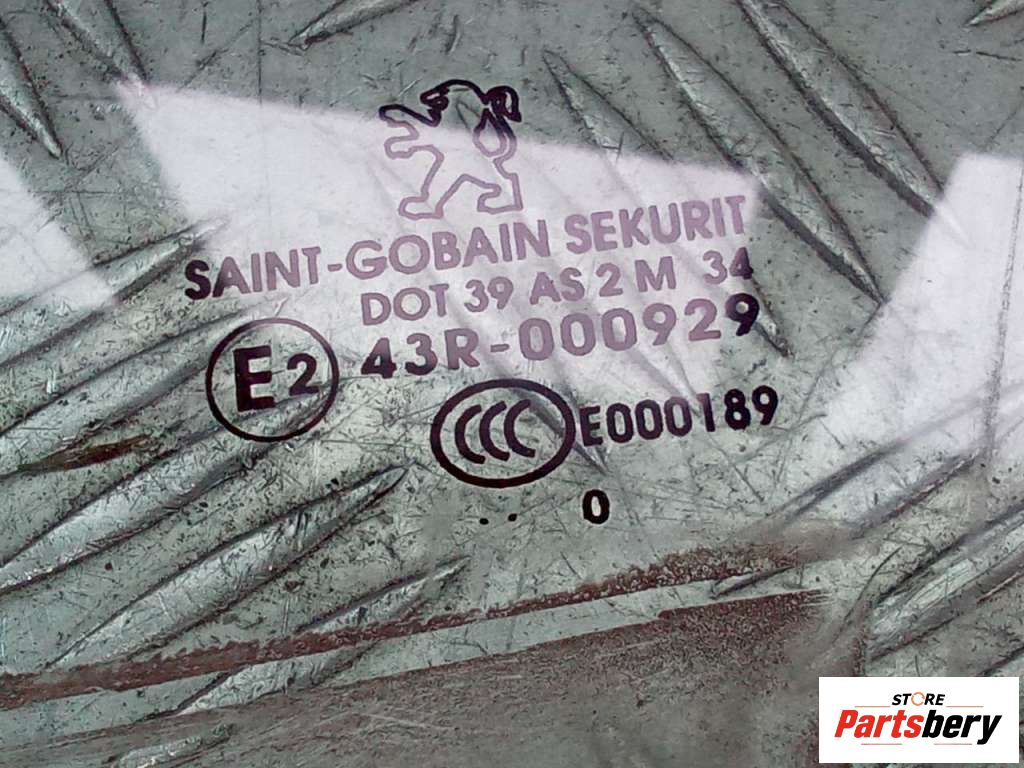 SAINT-GOBAIN SEKURIT
DOT 39 AS 2 M 34
E2 43R-000929
CCC E000189
.. 0
STORE
Partsbery